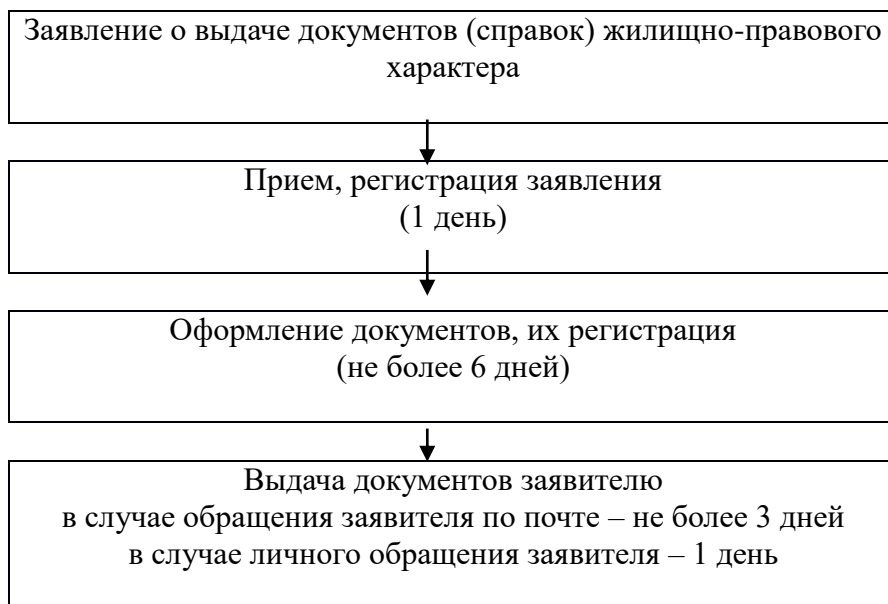 Заявление о выдаче документов (справок) жилищно-правового
характера
Прием, регистрация заявления
(1 день)
Оформление документов, их регистрация
(не более 6 дней)
Выдача документов заявителю
в случае обращения заявителя по почте – не более 3 дней
в случае личного обращения заявителя – 1 день